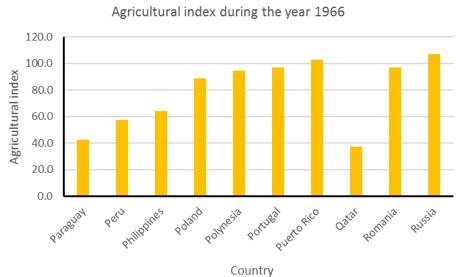 Agricultural index during the year 1966
Agricultural index
120.0
100.0
80.0
60.0
40.0
20.0
0.0
Paraguay
Peru
Philippines
Poland
Polynesia
Portugal
Puerto Rico
Qatar
Romania
Russia
Country